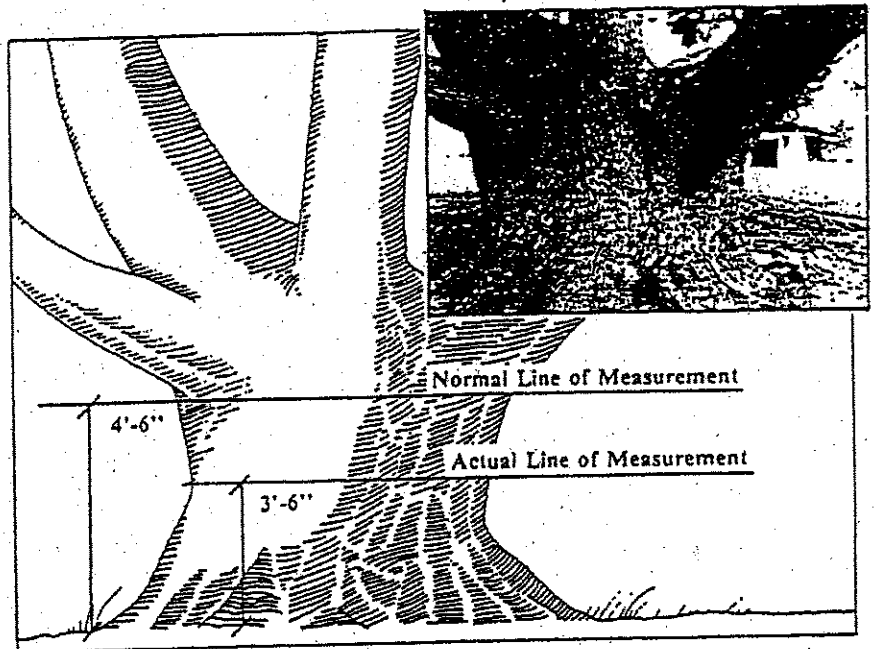 Normal Line of Measurement
4'-6''
Actual Line of Measurement
3'-6''